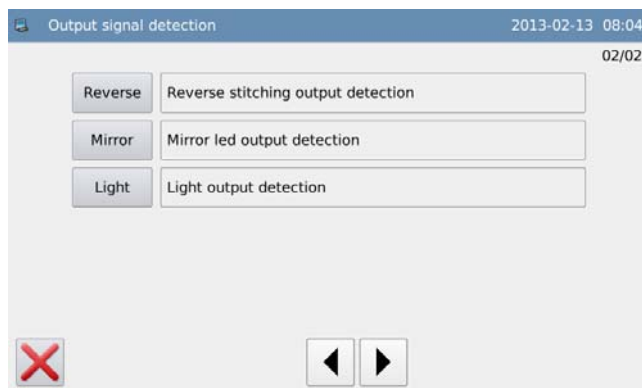 Output signal detection 2013-02-13 08:04
02/02
Reverse Reverse stitching output detection
Mirror Mirror led output detection
Light Light output detection